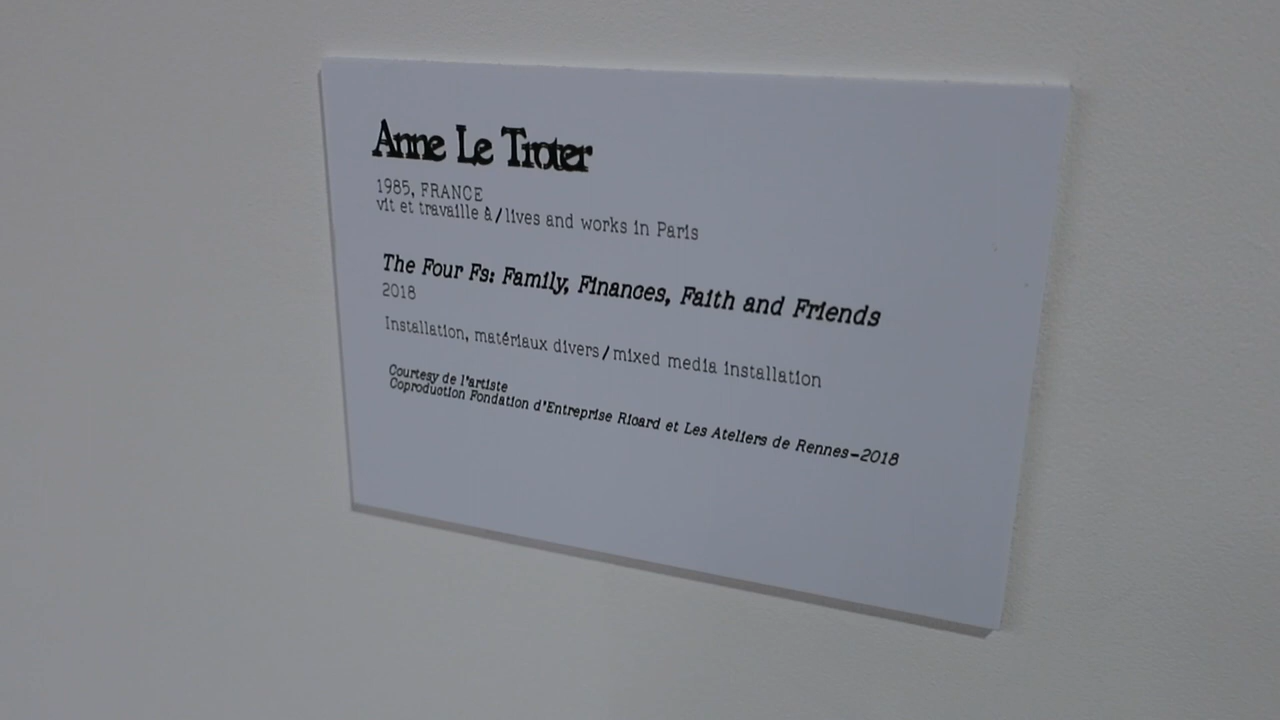 Anne Le Troter
1985, FRANCE
vit et travaille à/lives and works in Paris
The Four Fs: Family, Finances, Faith and Friends
2018
Installation, matériaux divers/mixed media installation
Courtesy de l'artiste
Coproduction Fondation d'Entreprise Ricard et Les Ateliers de Rennes-2018